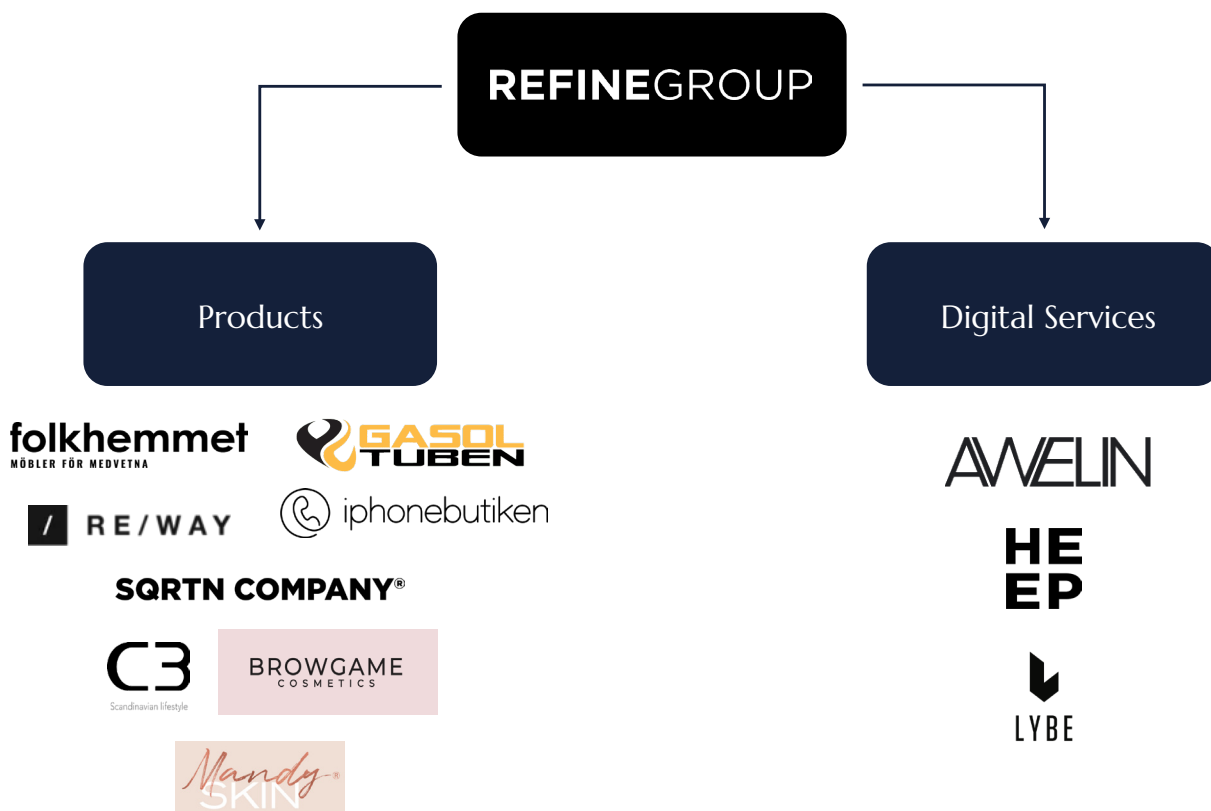 REFINEGROUP
Products
Digital Services
folkhemmet
MÖBLER FÖR MEDVETNA
GASOL
TUBEN
/ RE/WAY
iphonebutiken
SQRTN COMPANY®
C3
Scandinavian lifestyle
BROWGAME
COSMETICS
Mandy®
SKIN
AWELIN
HE
EP
LYBE